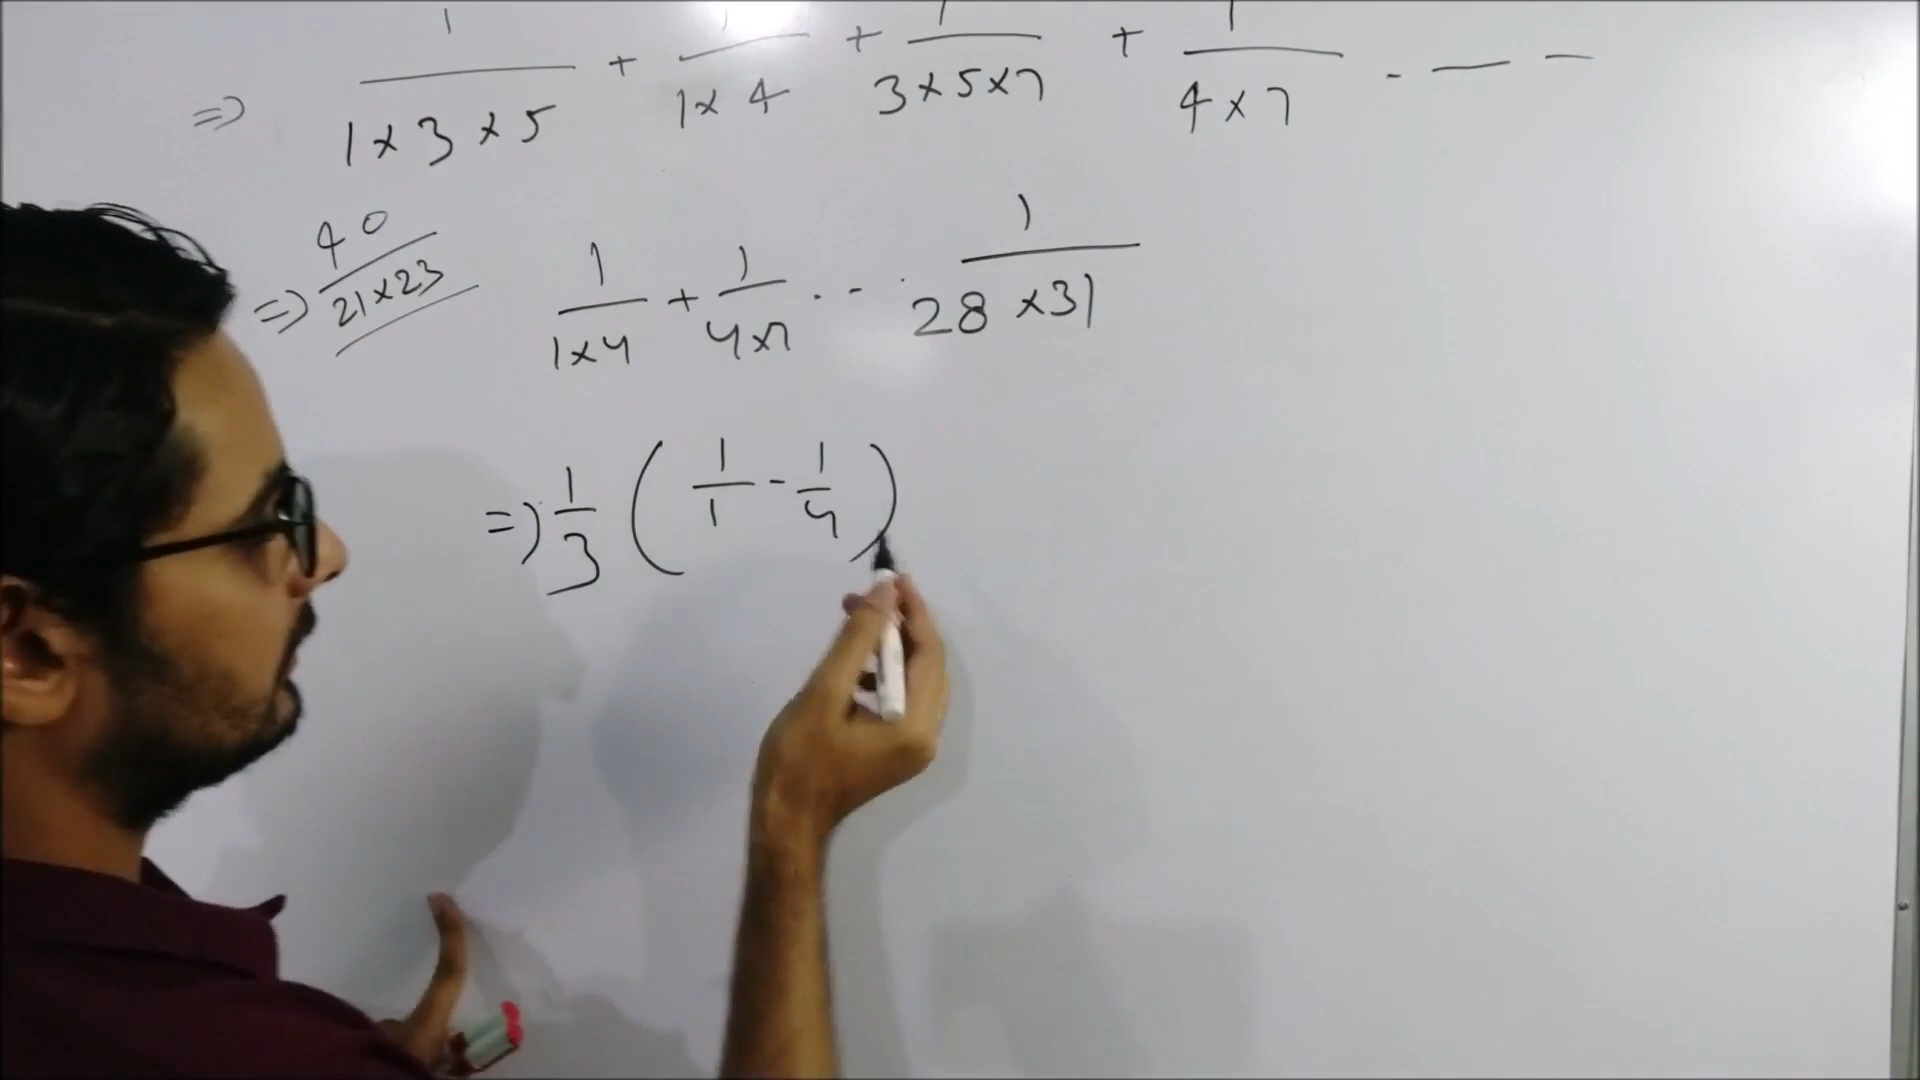 ⇒ 1/(1×3×5) + 1/(1×4) + 1/(3×5×7) + 1/(4×7) - — —
⇒ 40/(21×23)
1/(1×4) + 1/(4×7) . - - . 1/(28×31)
⇒ 1/3 ( 1/1 - 1/4 )